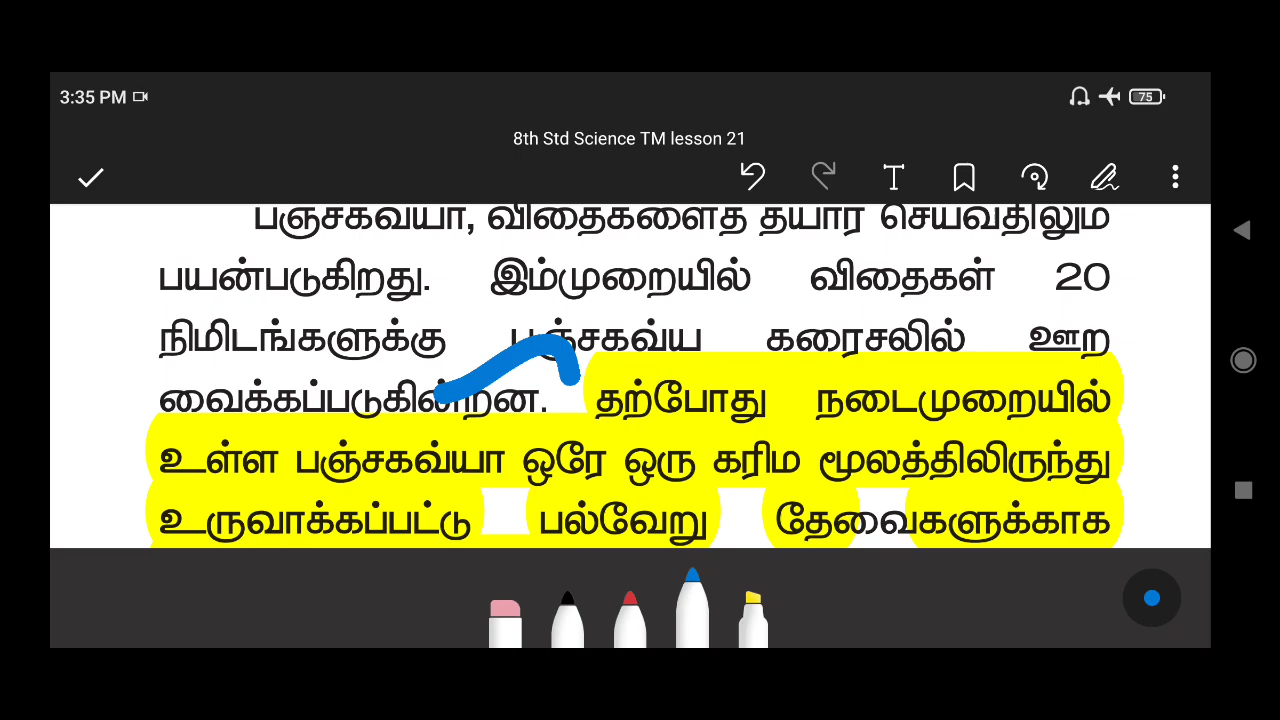 3:35 PM
75
8th Std Science TM lesson 21
பஞ்சகவ்யா, விதைகளைத் தயார் செய்வதிலும்
பயன்படுகிறது. இம்முறையில் விதைகள் 20
நிமிடங்களுக்கு பஞ்சகவ்ய கரைசலில் ஊற
வைக்கப்படுகின்றன. தற்போது நடைமுறையில்
உள்ள பஞ்சகவ்யா ஒரே ஒரு கரிம மூலத்திலிருந்து
உருவாக்கப்பட்டு பல்வேறு தேவைகளுக்காக